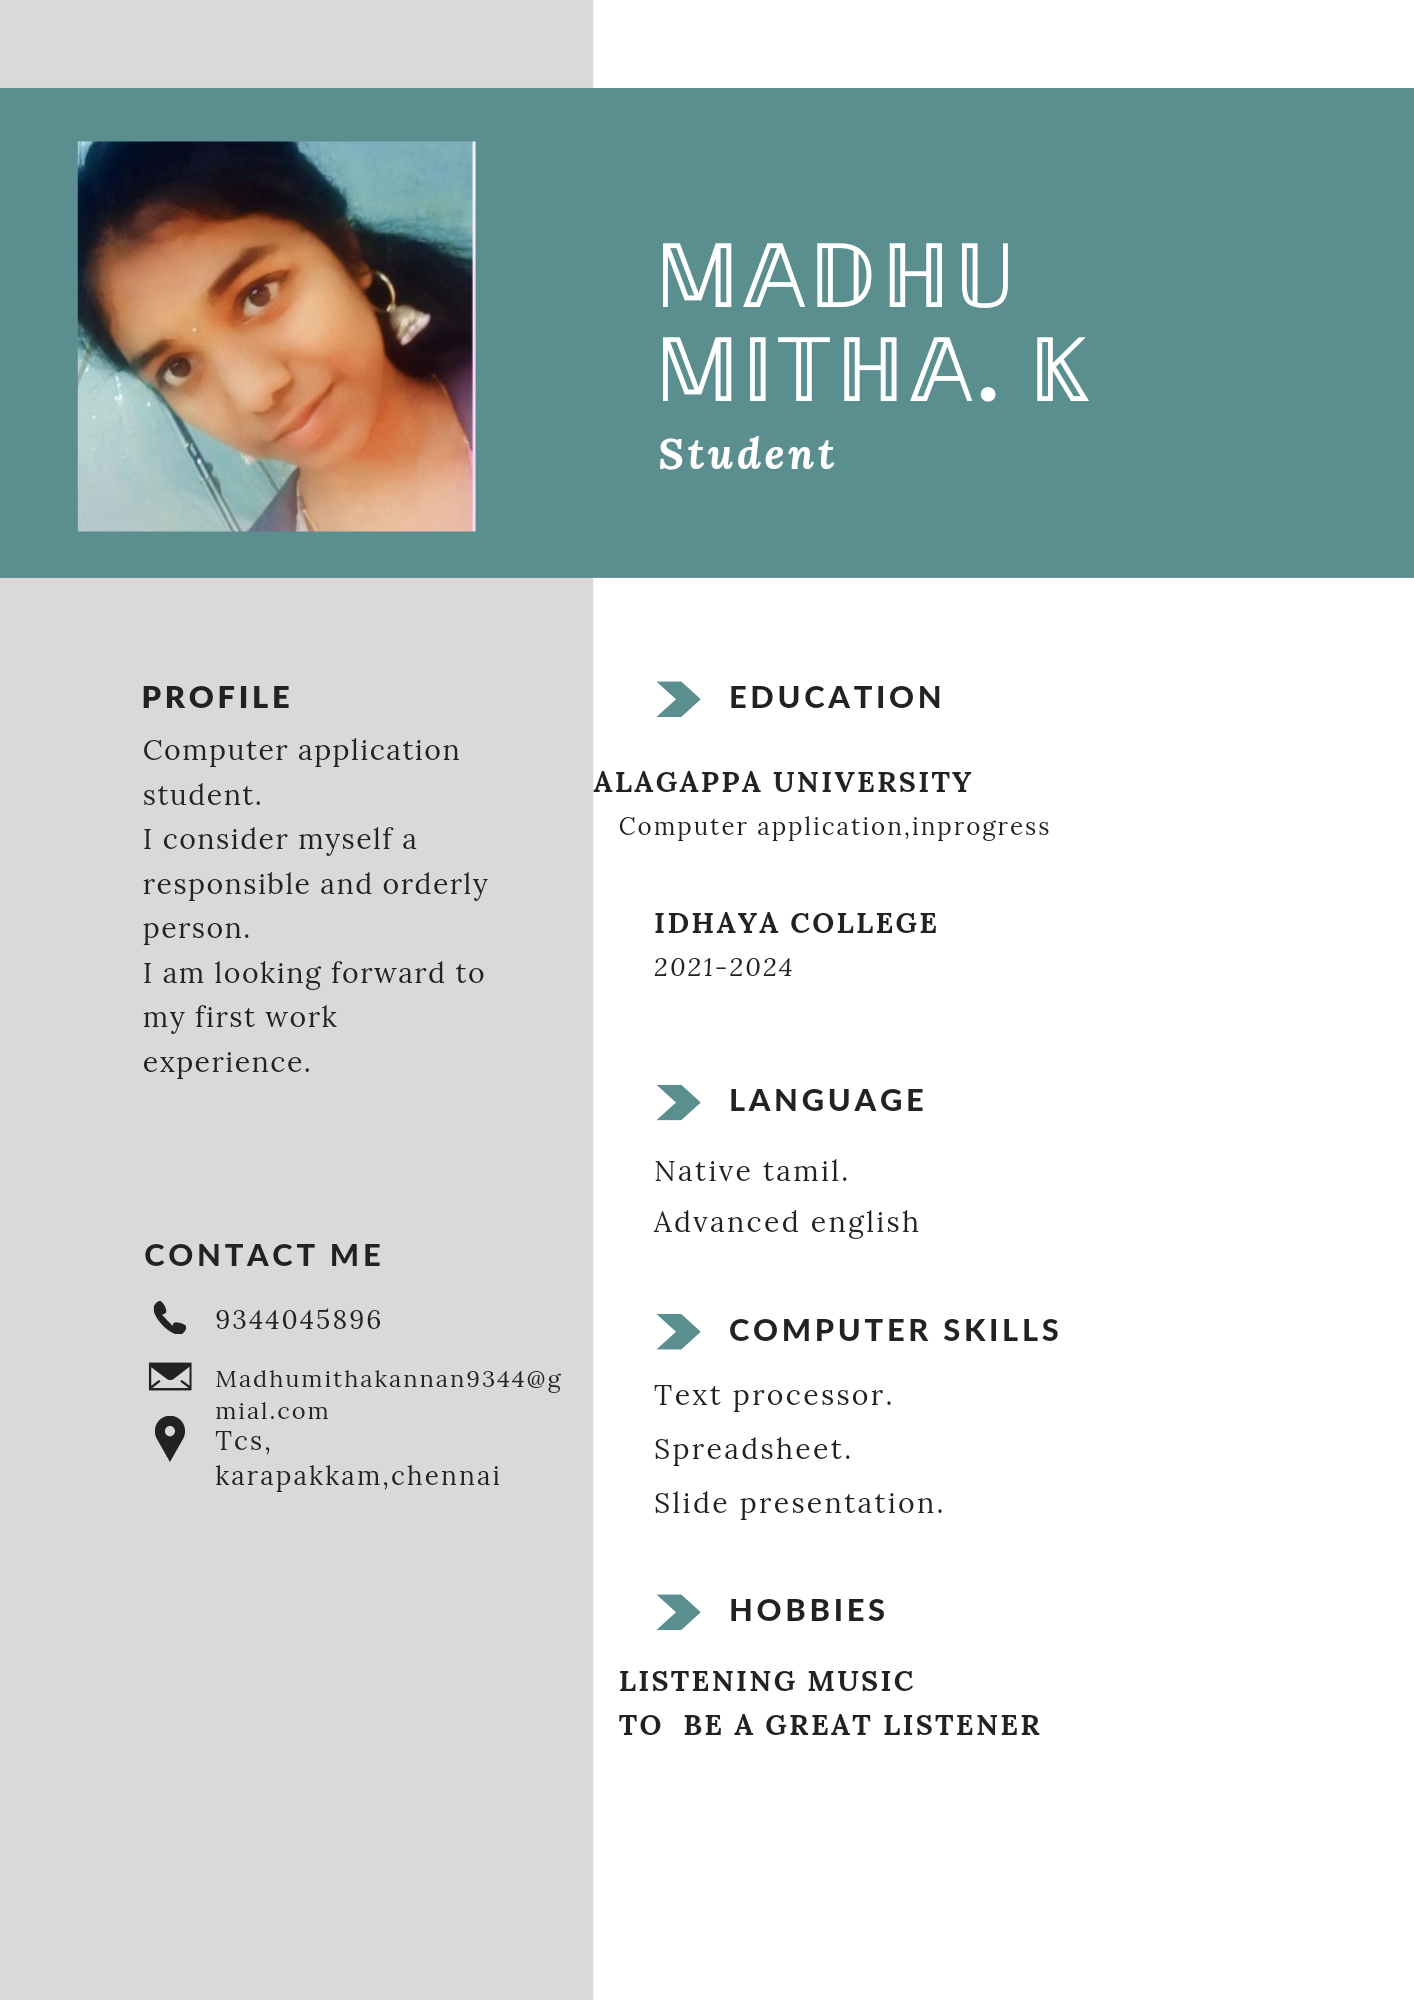 MADHU
MITHA. K
Student
PROFILE
Computer application
student.
I consider myself a
responsible and orderly
person.
I am looking forward to
my first work
experience.
CONTACT ME
9344045896
Madhumithakannan9344@g
mial.com
Tcs,
karapakkam,chennai
EDUCATION
ALAGAPPA UNIVERSITY
Computer application,inprogress
IDHAYA COLLEGE
2021-2024
LANGUAGE
Native tamil.
Advanced english
COMPUTER SKILLS
Text processor.
Spreadsheet.
Slide presentation.
HOBBIES
LISTENING MUSIC
TO  BE A GREAT LISTENER